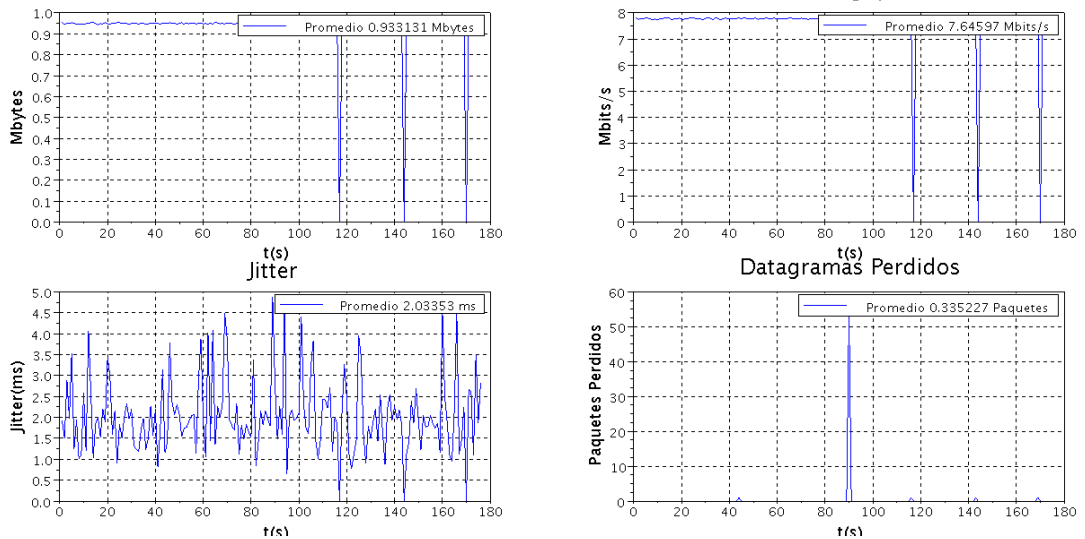 Promedio 0.933131 Mbytes
Mbytes
1.0
0.9
0.8
0.7
0.6
0.5
0.4
0.3
0.2
0.1
0.0
0 20 40 60 80 100 120 140 160 180
t(s)
Promedio 7.64597 Mbits/s
Mbits/s
8
7
6
5
4
3
2
1
0
0 20 40 60 80 100 120 140 160 180
t(s)
Jitter
Promedio 2.03353 ms
Jitter(ms)
5.0
4.5
4.0
3.5
3.0
2.5
2.0
1.5
1.0
0.5
0.0
0 20 40 60 80 100 120 140 160 180
t(s)
Datagramas Perdidos
Promedio 0.335227 Paquetes
Paquetes Perdidos
60
50
40
30
20
10
0
0 20 40 60 80 100 120 140 160 180
t(s)